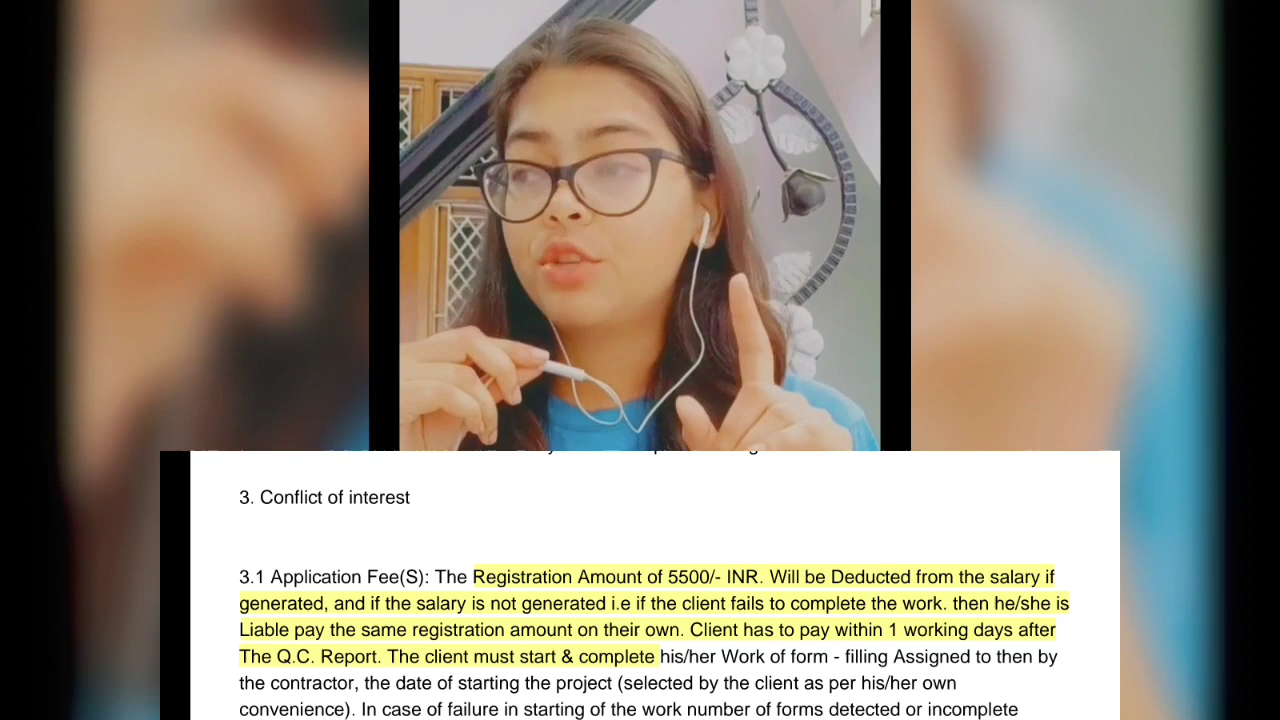 3. Conflict of interest
3.1 Application Fee(S): The Registration Amount of 5500/- INR. Will be Deducted from the salary if
generated, and if the salary is not generated i.e if the client fails to complete the work. then he/she is
Liable pay the same registration amount on their own. Client has to pay within 1 working days after
The Q.C. Report. The client must start & complete his/her Work of form - filling Assigned to then by
the contractor, the date of starting the project (selected by the client as per his/her own
convenience). In case of failure in starting of the work number of forms detected or incomplete